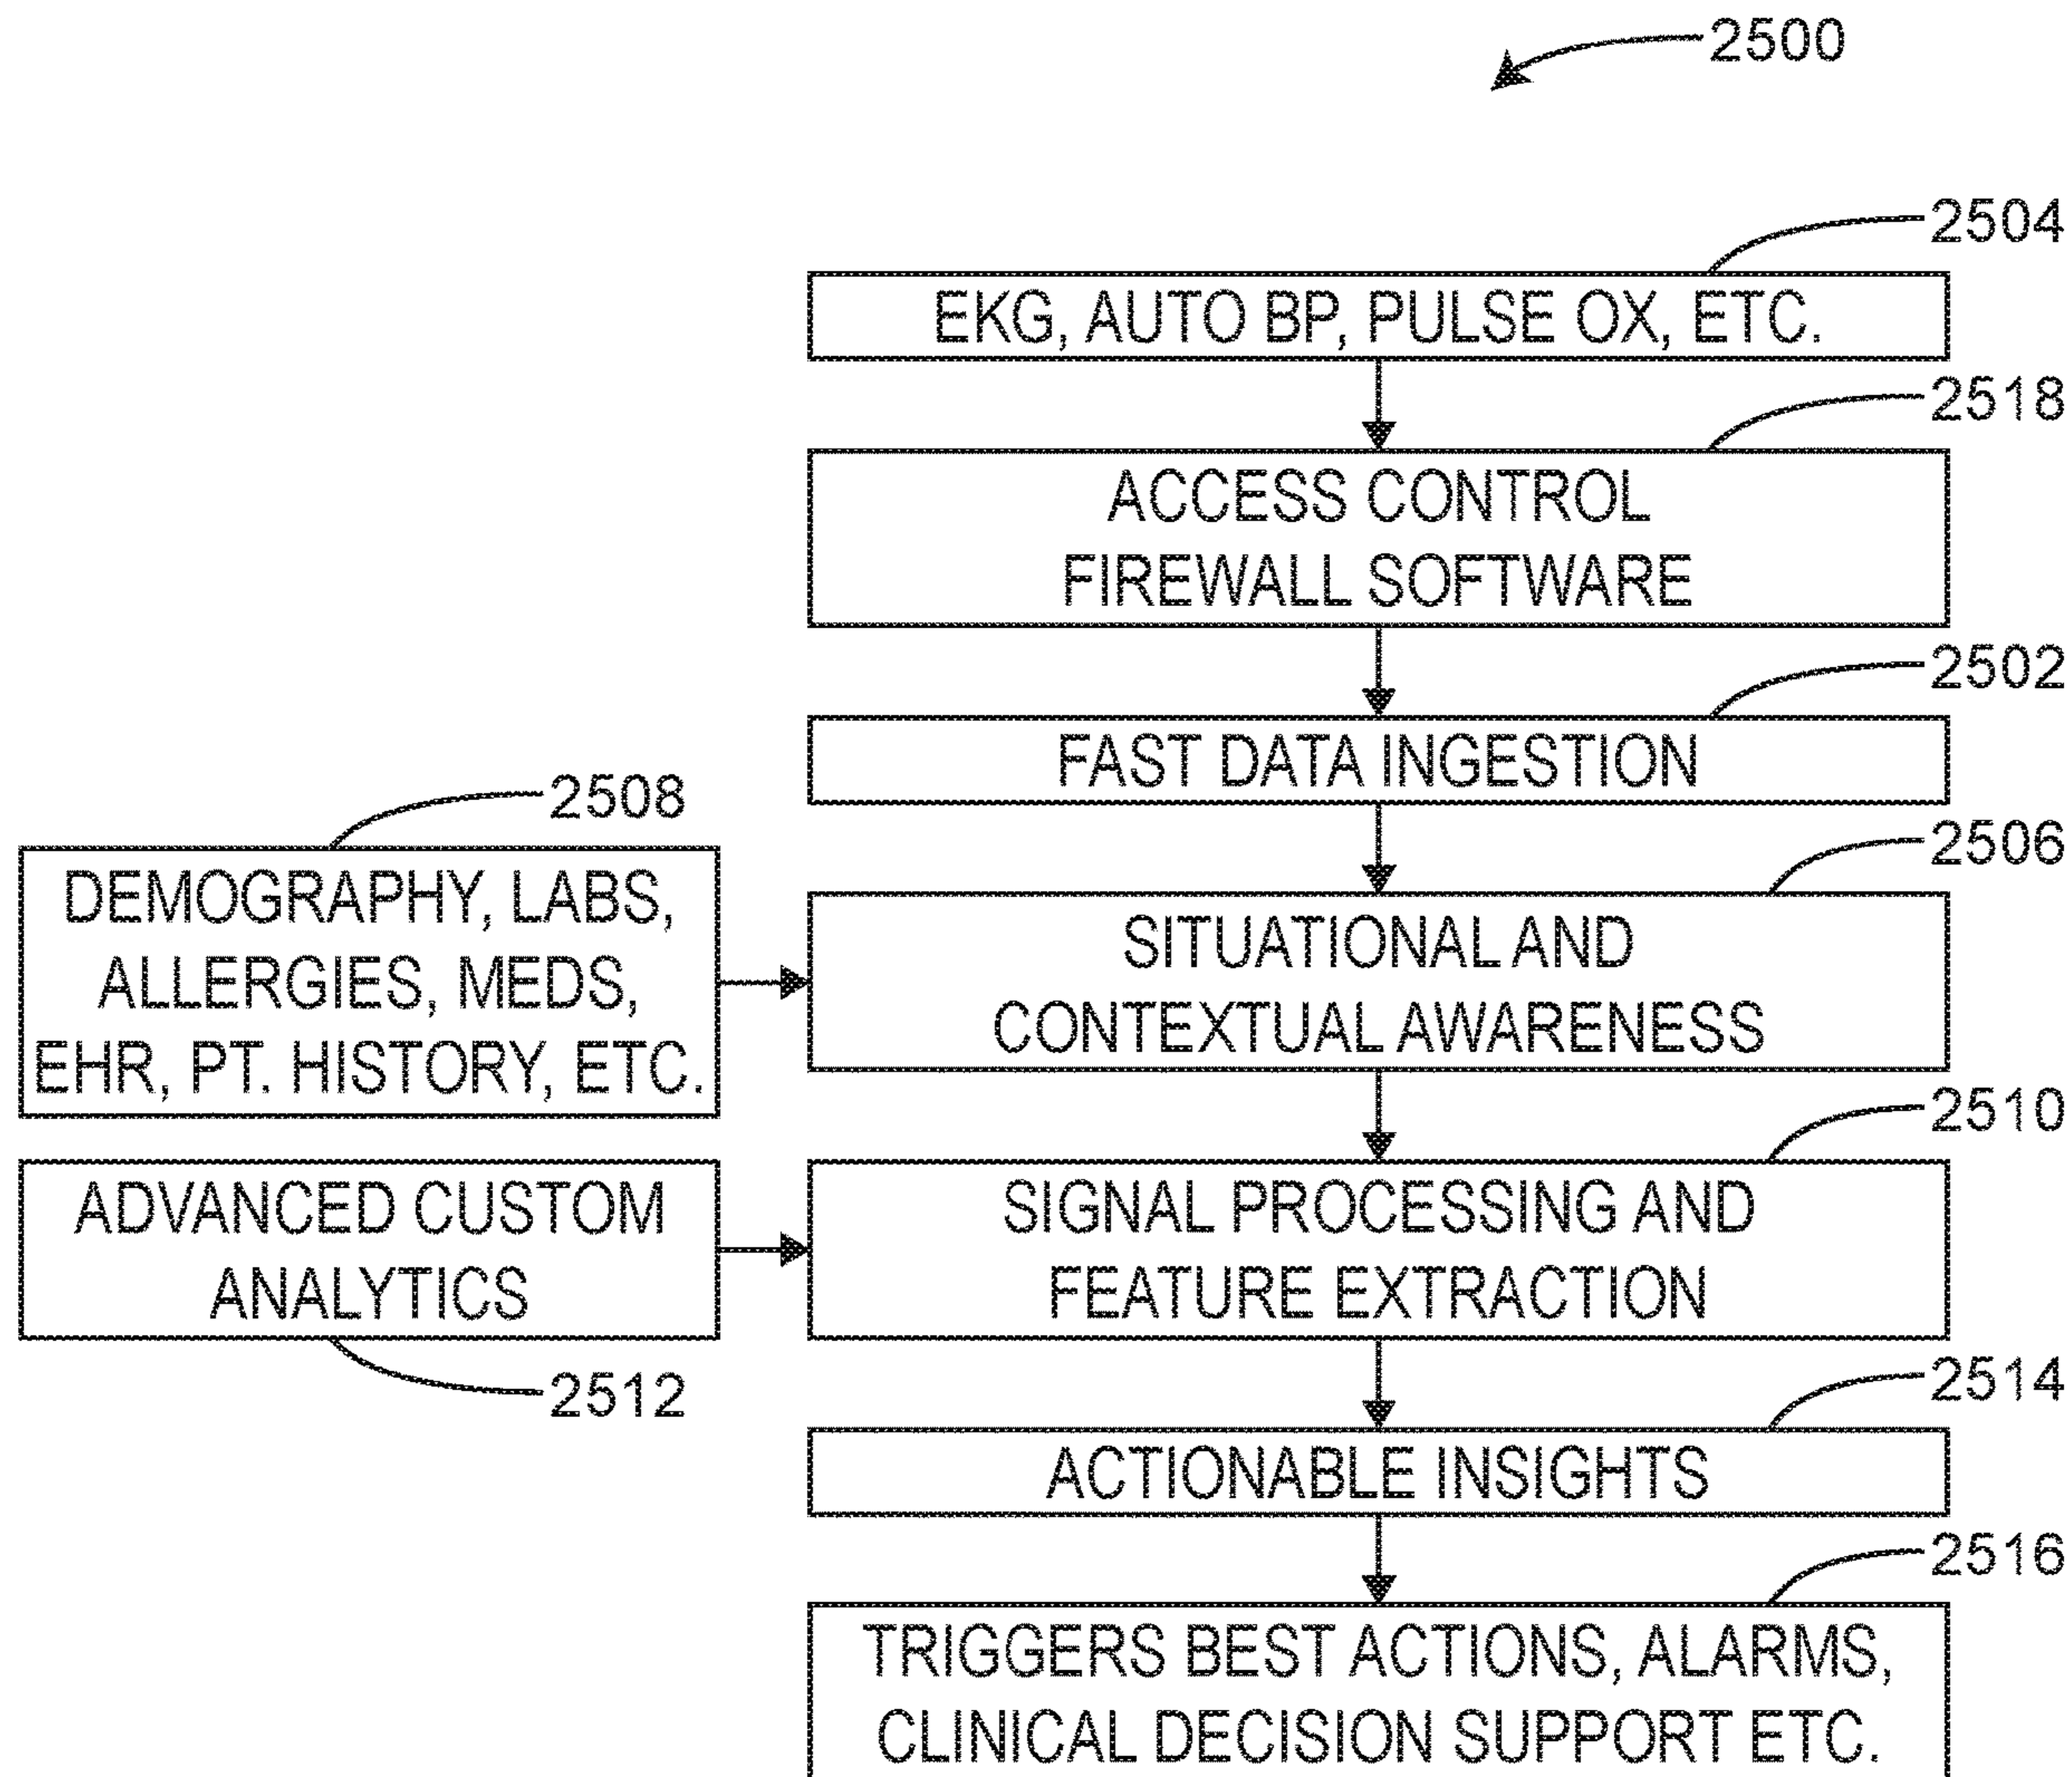 2500
2504
EKG, AUTO BP, PULSE OX, ETC.
2518
ACCESS CONTROL
FIREWALL SOFTWARE
2502
FAST DATA INGESTION
2508
DEMOGRAPHY, LABS,
ALLERGIES, MEDS,
EHR, PT. HISTORY, ETC.
2506
SITUATIONAL AND
CONTEXTUAL AWARENESS
2510
ADVANCED CUSTOM
ANALYTICS
2512
SIGNAL PROCESSING AND
FEATURE EXTRACTION
2514
ACTIONABLE INSIGHTS
2516
TRIGGERS BEST ACTIONS, ALARMS,
CLINICAL DECISION SUPPORT ETC.